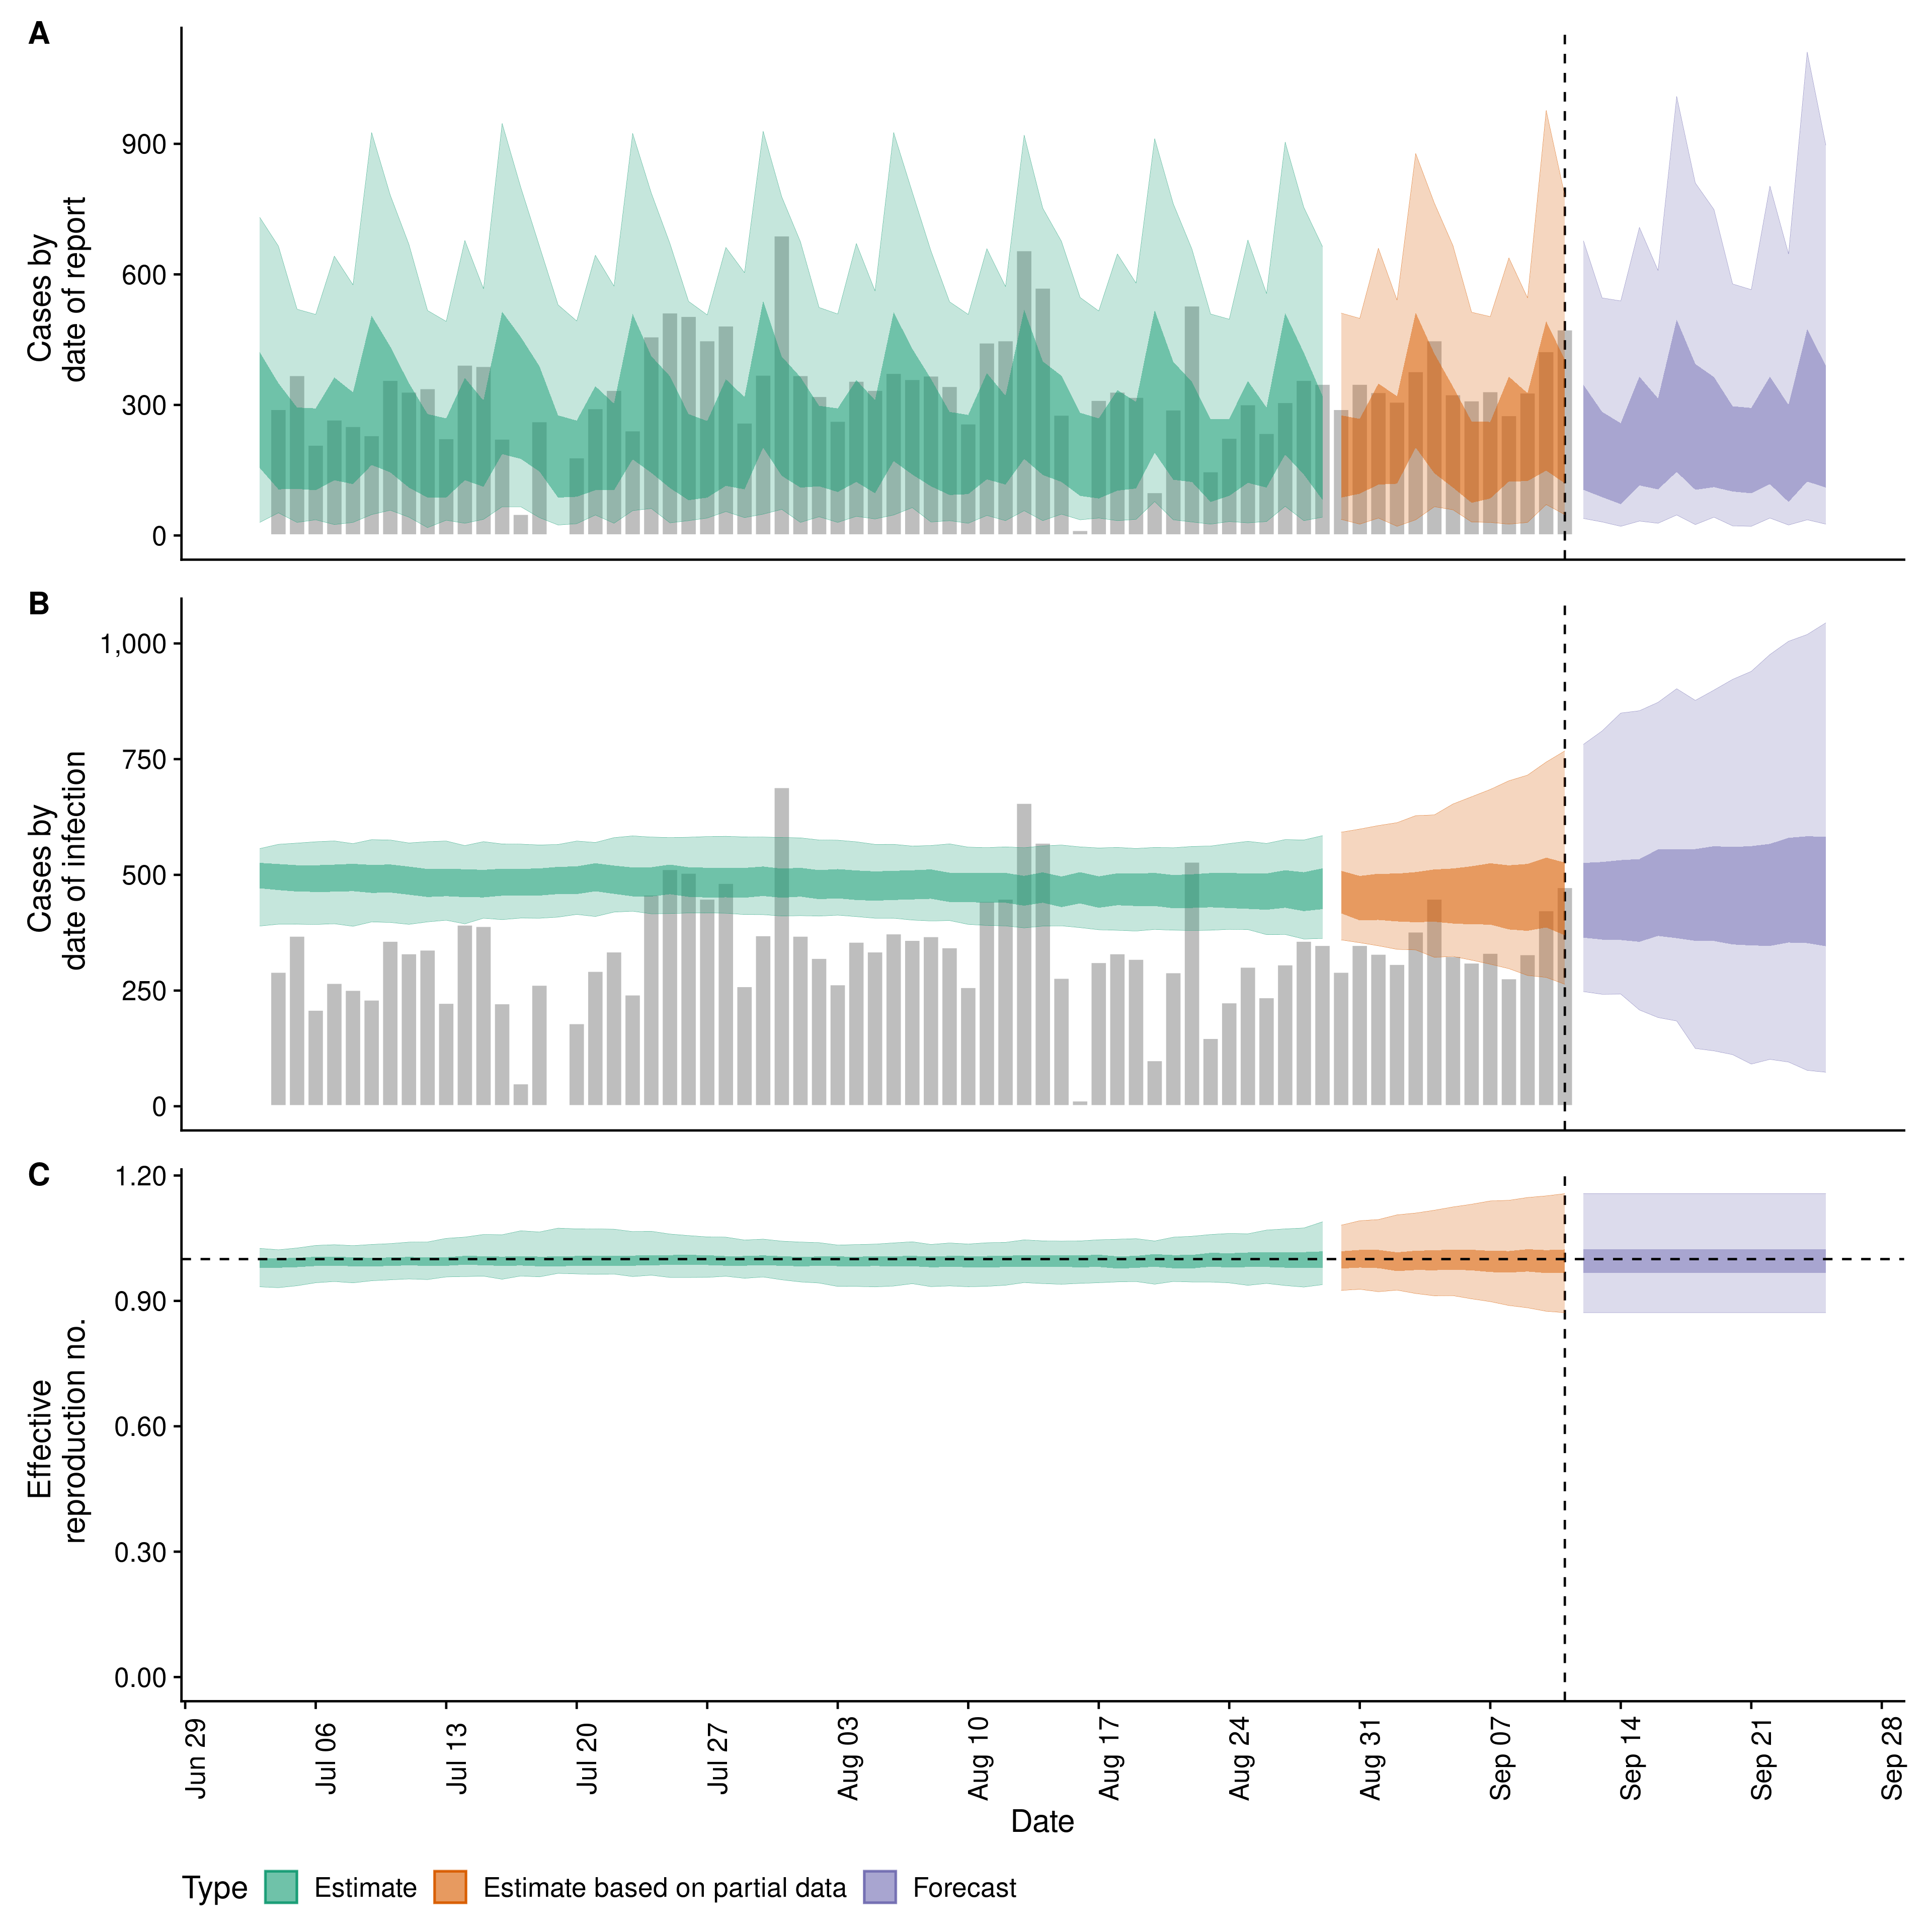 A
Cases by
date of report
900
600
300
0
B
Cases by
date of infection
1,000
750
500
250
0
C
Effective
reproduction no.
1.20
0.90
0.60
0.30
0.00
Jun 29
Jul 06
Jul 13
Jul 20
Jul 27
Aug 03
Aug 10
Aug 17
Aug 24
Aug 31
Sep 07
Sep 14
Sep 21
Sep 28
Date
Type Estimate Estimate based on partial data Forecast